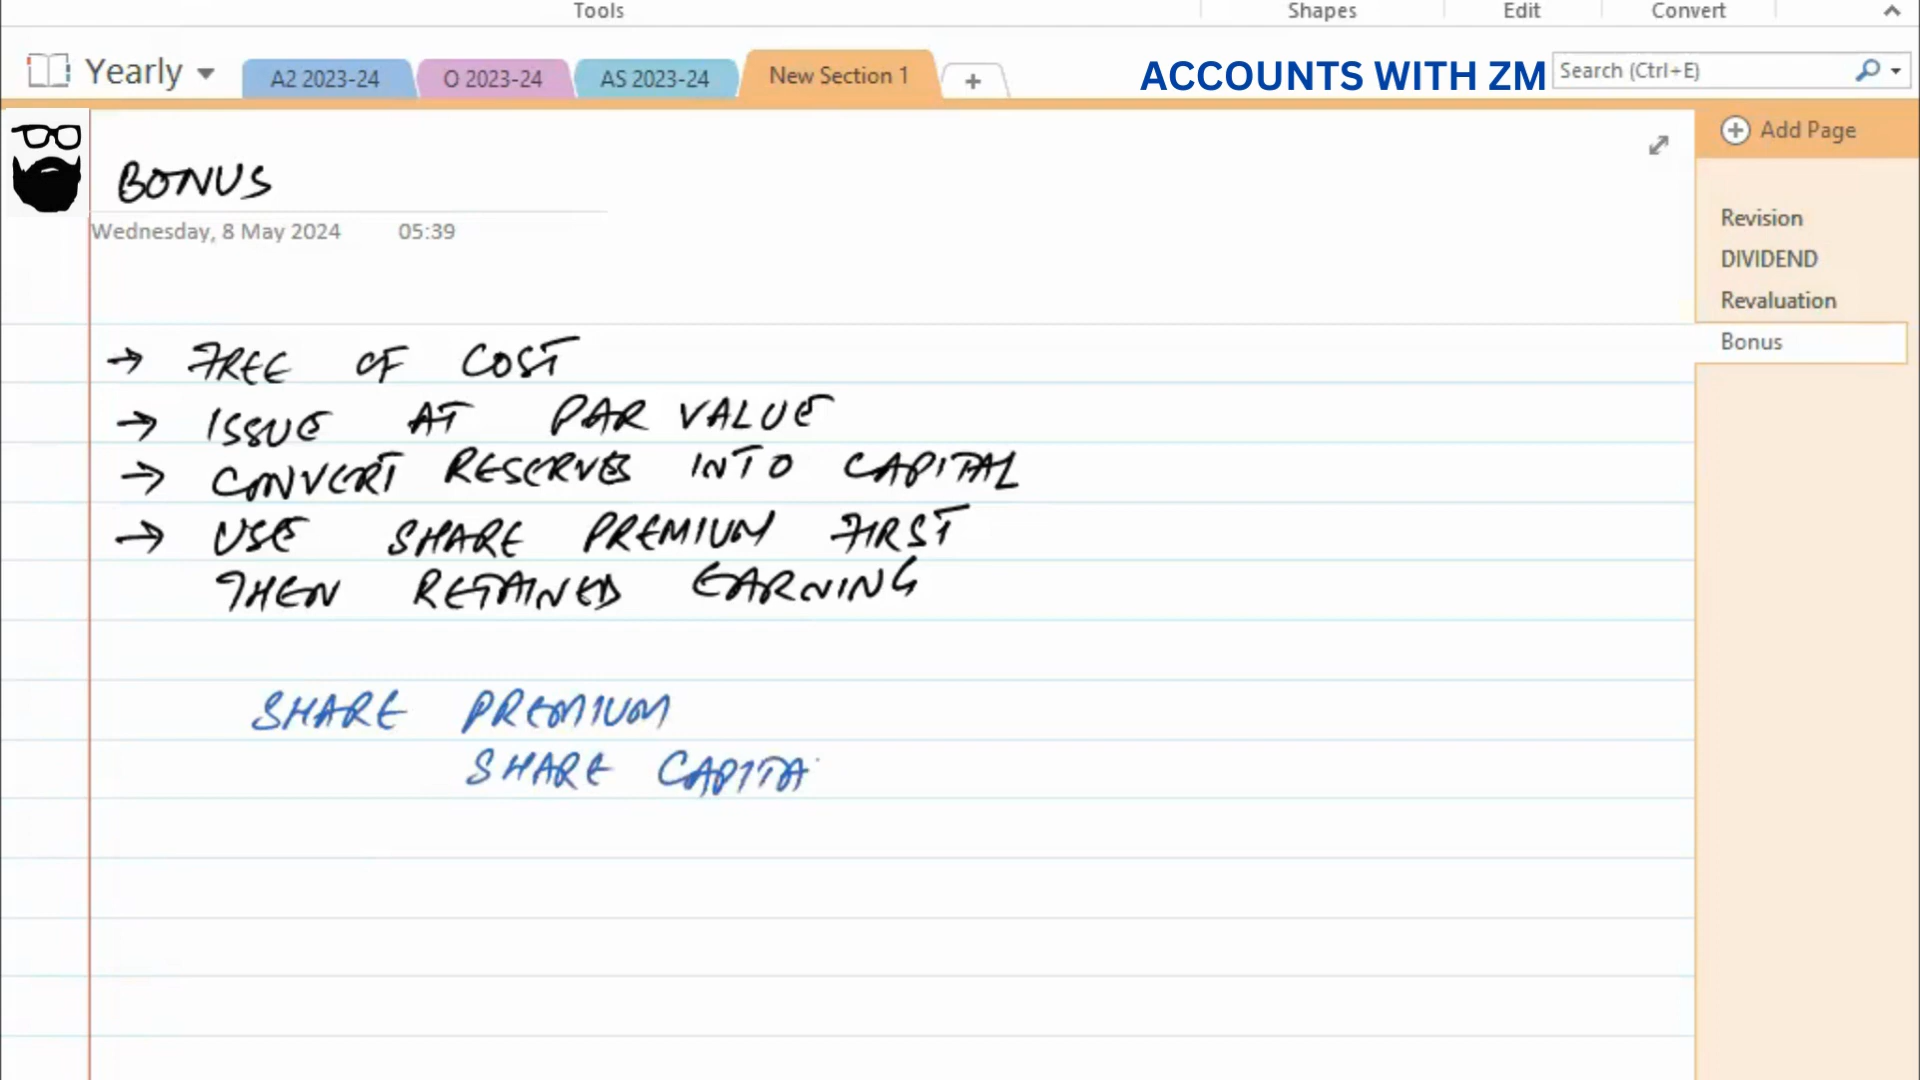 Tools Shapes Edit Convert
Yearly A2 2023-24 O 2023-24 AS 2023-24 New Section 1 + ACCOUNTS WITH ZM Search (Ctrl+E)
Add Page
BONUS
Wednesday, 8 May 2024 05:39
Revision
DIVIDEND
Revaluation
Bonus
→ FREE OF COST
→ ISSUE AT PAR VALUE
→ CONVERT RESERVES INTO CAPITAL
→ USE SHARE PREMIUM FIRST
THEN RETAINED EARNING
SHARE PREMIUM
SHARE CAPITA